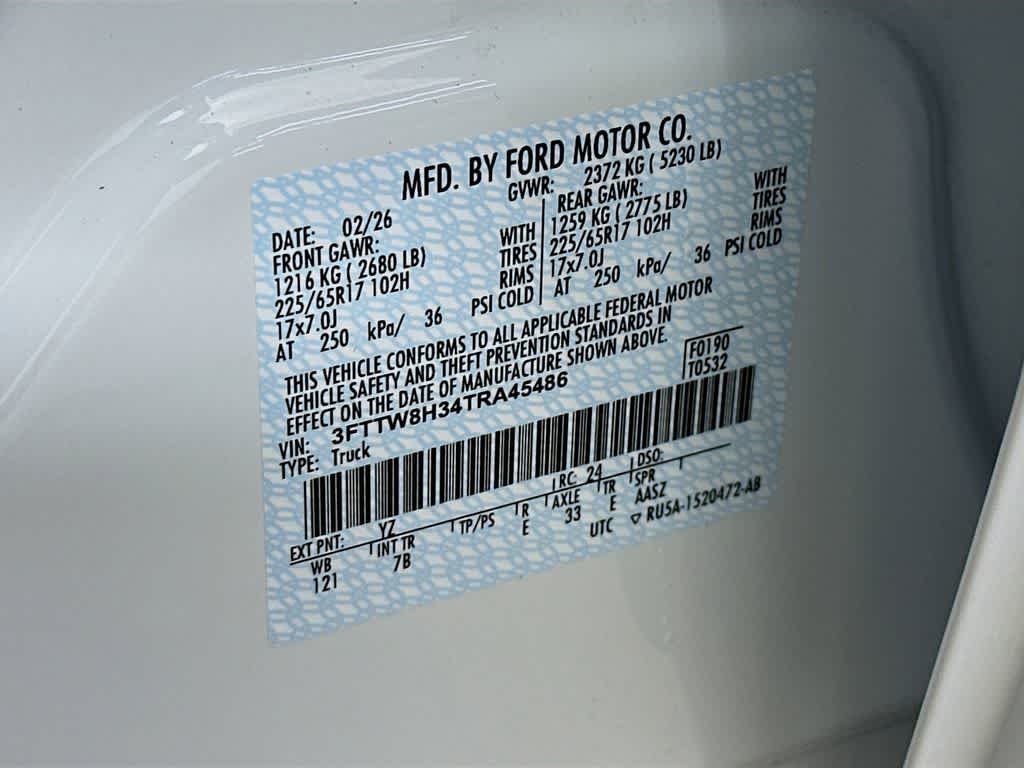 MFD. BY FORD MOTOR CO.
DATE: 02/26
GVWR: 2372 KG ( 5230 LB)
FRONT GAWR:
1216 KG ( 2680 LB) WITH
225/65R17 102H TIRES
17x7.0J RIMS
AT 250 kPa/ 36 PSI COLD
REAR GAWR:
1259 KG ( 2775 LB) WITH
225/65R17 102H TIRES
17x7.0J RIMS
AT 250 kPa/ 36 PSI COLD
THIS VEHICLE CONFORMS TO ALL APPLICABLE FEDERAL MOTOR
VEHICLE SAFETY AND THEFT PREVENTION STANDARDS IN
EFFECT ON THE DATE OF MANUFACTURE SHOWN ABOVE.
VIN: 3FTTW8H34TRA45486
TYPE: Truck
F0190
T0532
EXT PNT: YZ RC: 24 DSO:
WB INT TR TP/PS R AXLE TR SPR
121 7B E 33 E AASZ
UTC ▽ RU5A-1520472-AB